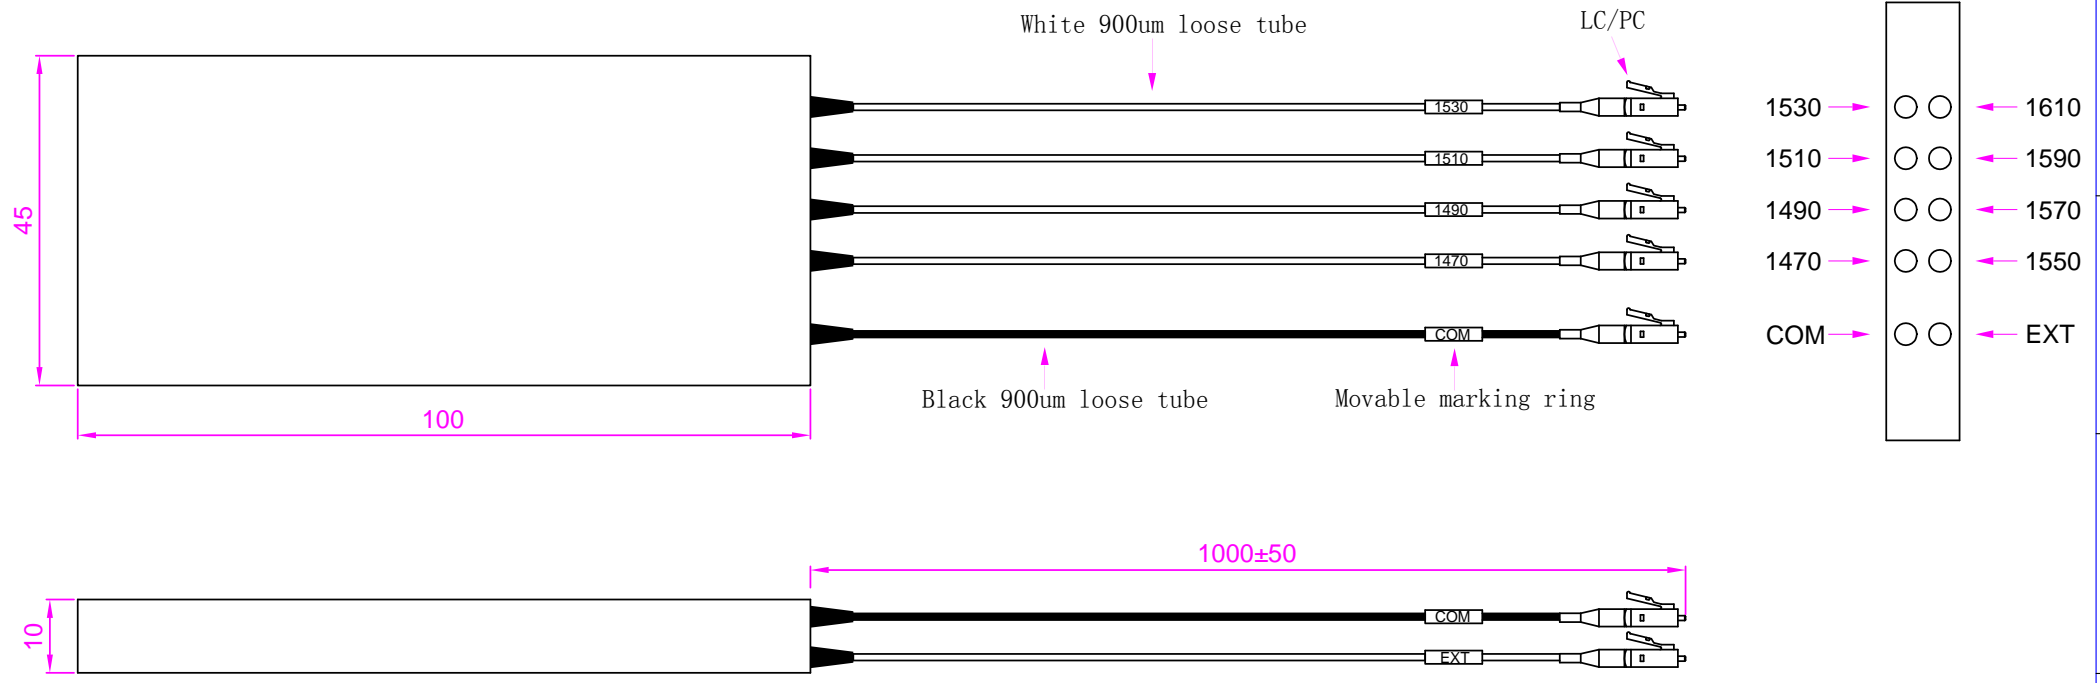 White 900um loose tube
LC/PC
1530
1510
1490
1470
COM
45
100
Black 900um loose tube
Movable marking ring
1530
1610
1510
1590
1490
1570
1470
1550
COM
EXT
1000±50
10
COM
EXT